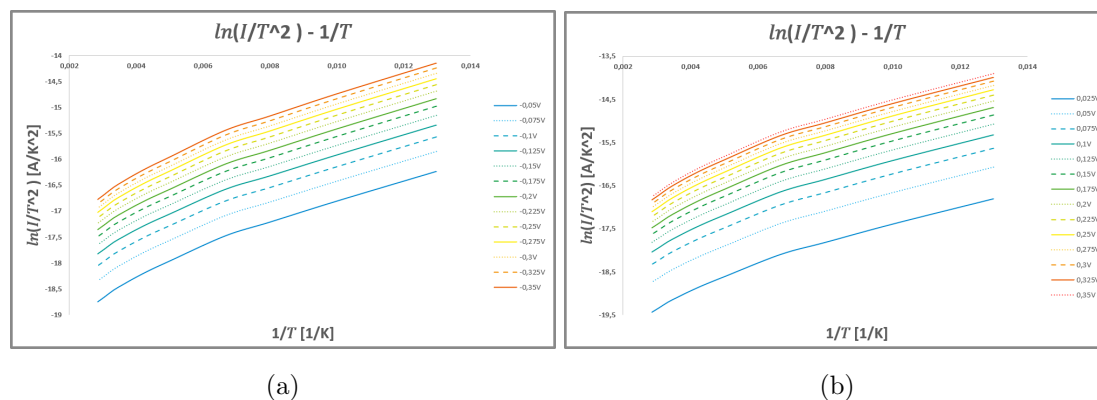 ln(I/T^2 ) - 1/T
-14
0,002 0,004 0,006 0,008 0,010 0,012 0,014
-14,5
-15
-15,5
-16
-16,5
-17
-17,5
-18
-18,5
-19
ln(I/T^2 ) [A/K^2]
1/T [1/K]
-0,05V
-0,075V
-0,1V
-0,125V
-0,15V
-0,175V
-0,2V
-0,225V
-0,25V
-0,275V
-0,3V
-0,325V
-0,35V
(a)
ln(I/T^2 ) - 1/T
-13,5
0,002 0,004 0,006 0,008 0,010 0,012 0,014
-14,5
-15,5
-16,5
-17,5
-18,5
-19,5
ln(I/T^2) [A/K^2]
1/T [1/K]
0,025V
0,05V
0,075V
0,1V
0,125V
0,15V
0,175V
0,2V
0,225V
0,25V
0,275V
0,3V
0,325V
0,35V
(b)